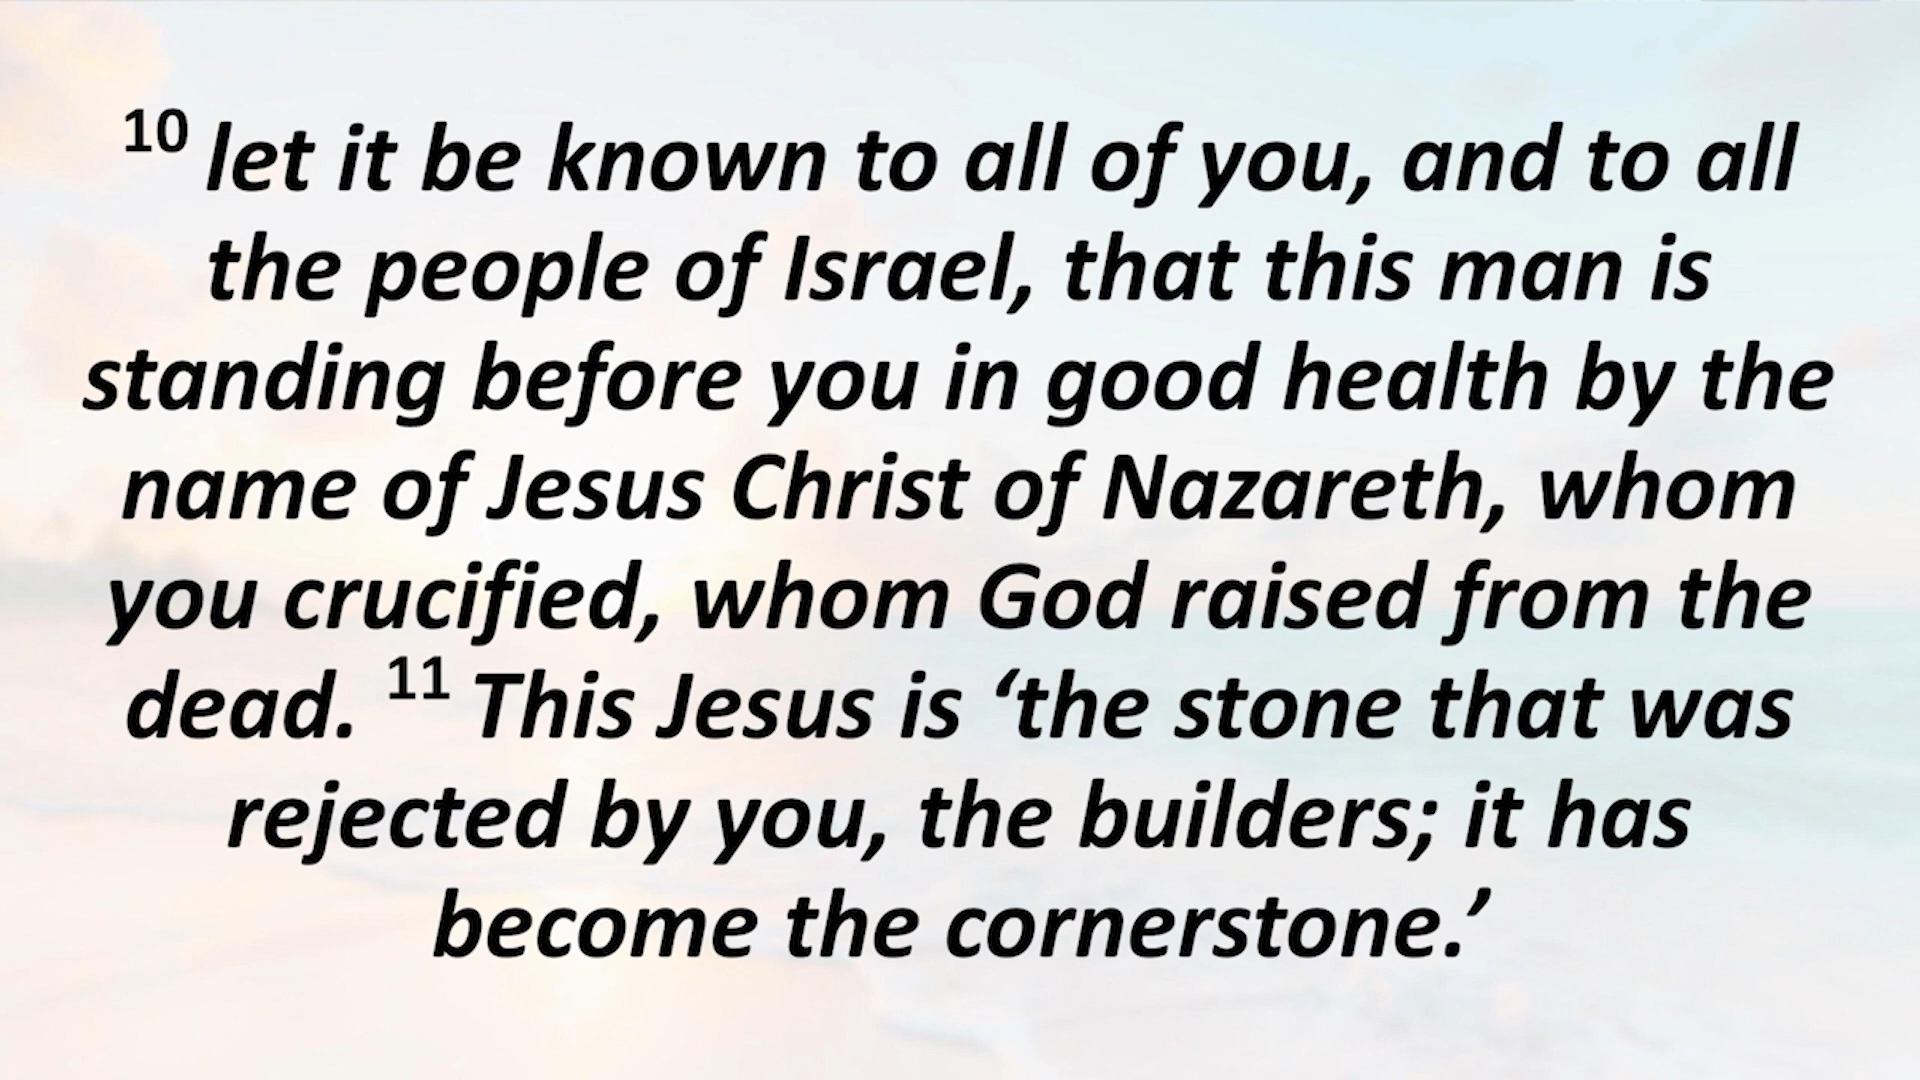 10 let it be known to all of you, and to all
the people of Israel, that this man is
standing before you in good health by the
name of Jesus Christ of Nazareth, whom
you crucified, whom God raised from the
dead. 11 This Jesus is ‘the stone that was
rejected by you, the builders; it has
become the cornerstone.’